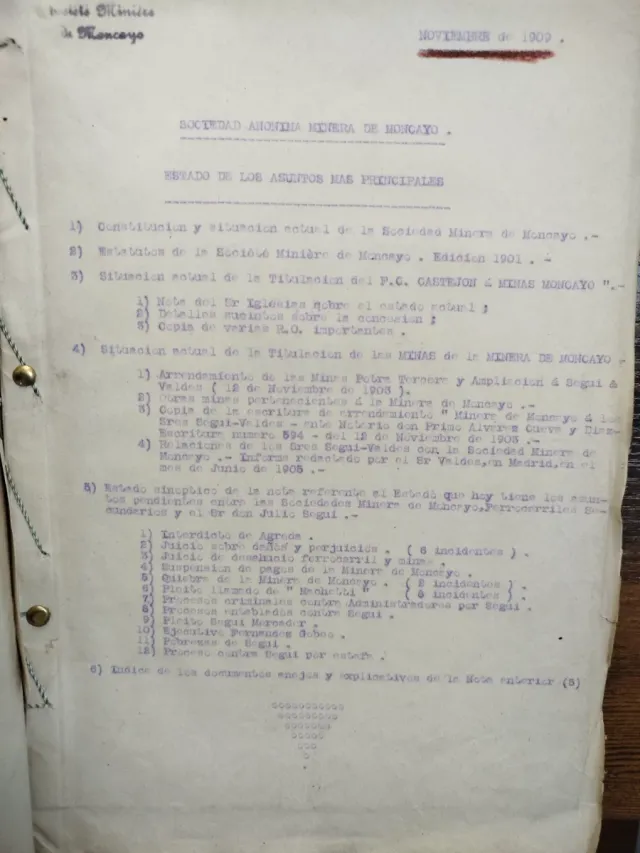 Société Minière
de Moncayo
NOVIEMBRE de 1909 .
SOCIEDAD ANONIMA MINERA DE MONCAYO .
ESTADO DE LOS ASUNTOS MAS PRINCIPALES
1) Constitucion y situacion actual de la Sociedad Minera de Moncayo .-
2) Estatutos de la Société Minière de Moncayo . Edicion 1901 . -
3) Situacion actual de la Titulacion del F.C. CASTEJON á MINAS MONCAYO ".-
1) Nota del Sr Iglésias sobre el estado actual ;
2) Detalles sucintos sobre la concesion ;
3) Copia de varias R.O. importantes .
4) Situacion actual de la Titulacion de las MINAS de la MINERA DE MONCAYO -
1) Arrendamiento de las Minas Petra Tercera y Ampliacion á Segui &
Valdes ( 12 de Noviembre de 1903 ).
2) Otras minas pertenacientes á la Minera de Moncayo .-
3) Copia de la escritura de arrendamiento " Minera de Moncayo á los
Sres Segui-Valdes - ante Notario don Primo Alvarez Cueva y Diaz-
Escritura numero 594 - del 12 de Noviembre de 1903 .-
4) Relaciones de los Sres Segui-Valdes con la Sociedad Minera de
Moncayo .- Informe redactado por el Sr Valdes,en Madrid,en el
mes de Junio de 1905 .-
5) Estado sinoptico de la nota referente al Estado que hoy tiene los asun-
tos pendientes entre las Sociedades Minera de Moncayo,Ferrocarriles Se-
cundarios y el Sr don Julio Segui .-
1) Interdicto de Agreda .
2) Juicio sobre daños y perjuicios . ( 6 incidentes ) .
3) Juicio de desahucio ferrocarril y minas .
4) Suspension de pagos de la Minera de Moncayo .
5) Quiebra de la Minera de Moncayo . ( 2 incidentes ) .
6) Pleito llamado de " Machetti " ( 5 incidentes ) .
7) Procesos criminales contra Administradores por Segui .
8) Procesos entablados contra Segui .
9) Pleito Segui Mercader .
10) Ejecutivo Fernandez Cobos .
11) Pobrezas de Segui .
12) Proceso contra Segui por estafa .
6) Indice de los documentos anejos y explicativos de la Nota anterior (5)